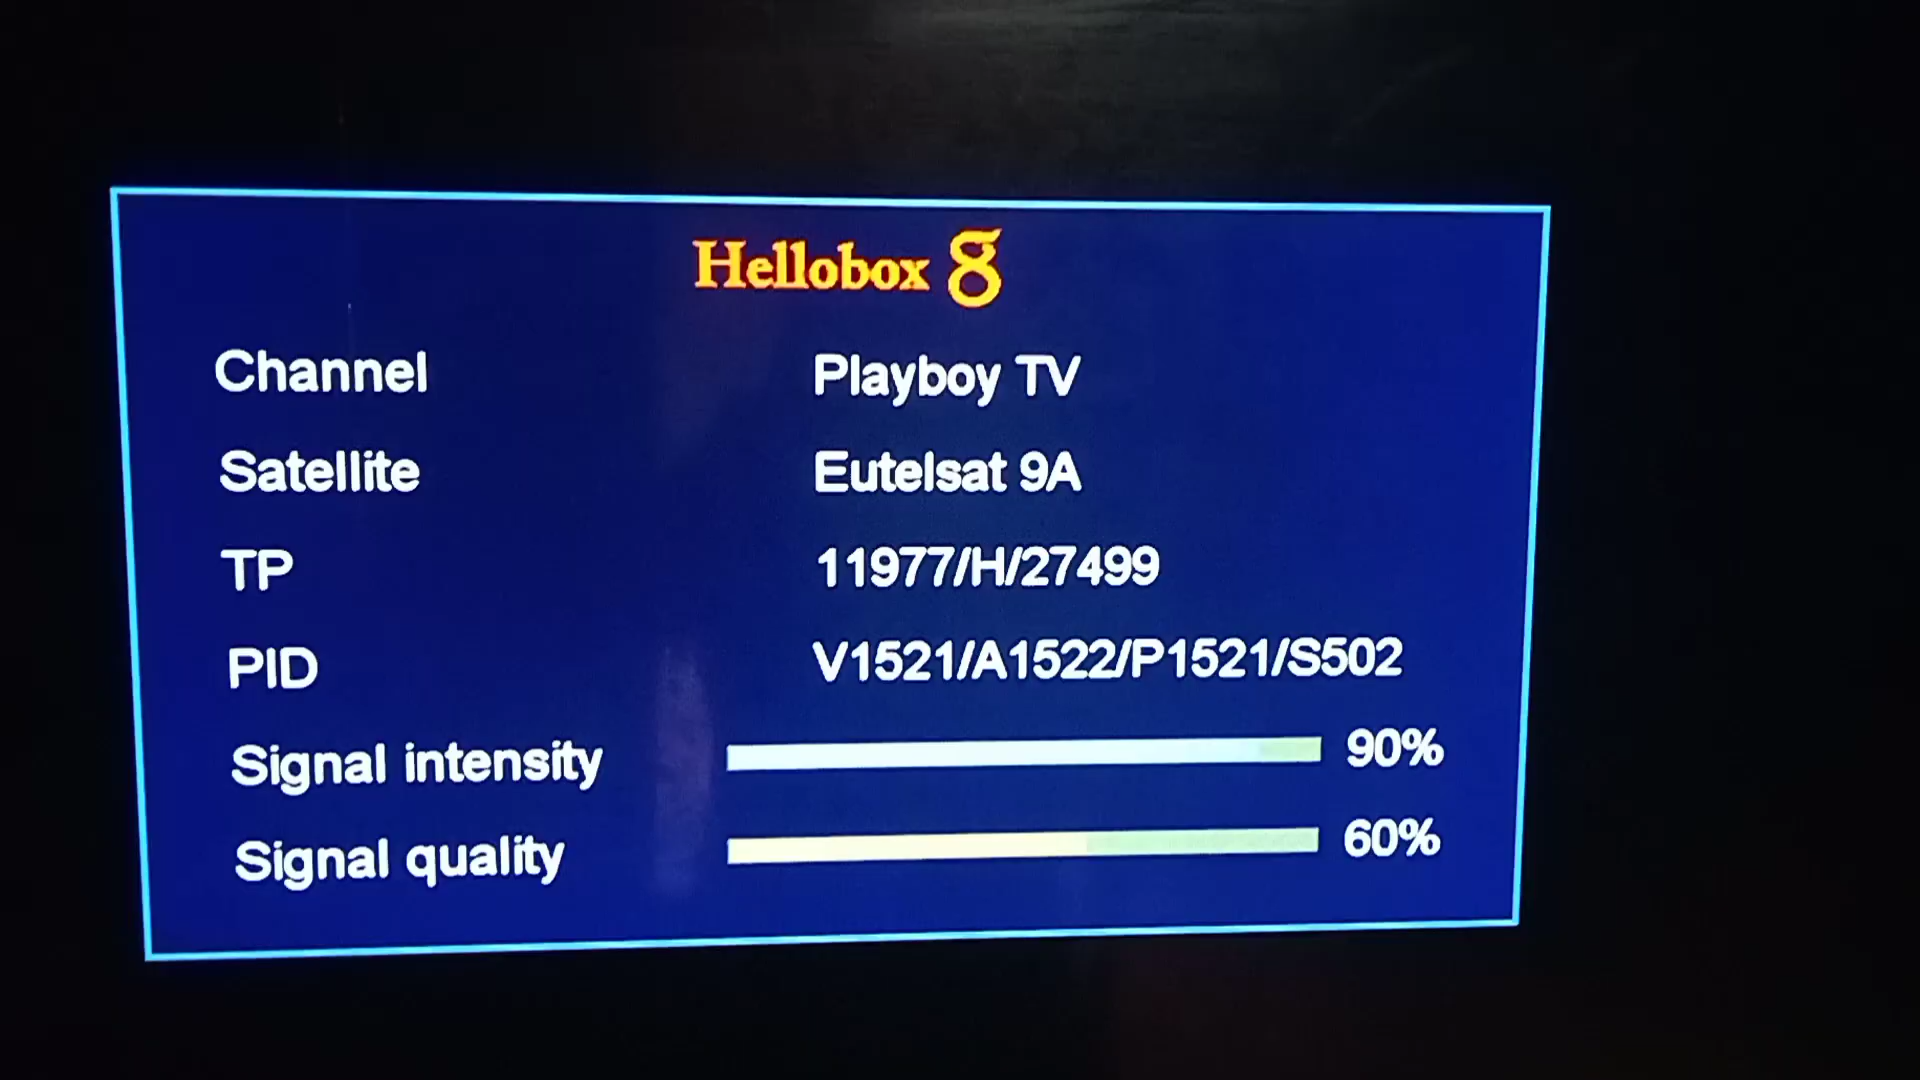 Hellobox 8
Channel Playboy TV
Satellite Eutelsat 9A
TP 11977/H/27499
PID V1521/A1522/P1521/S502
Signal intensity 90%
Signal quality 60%